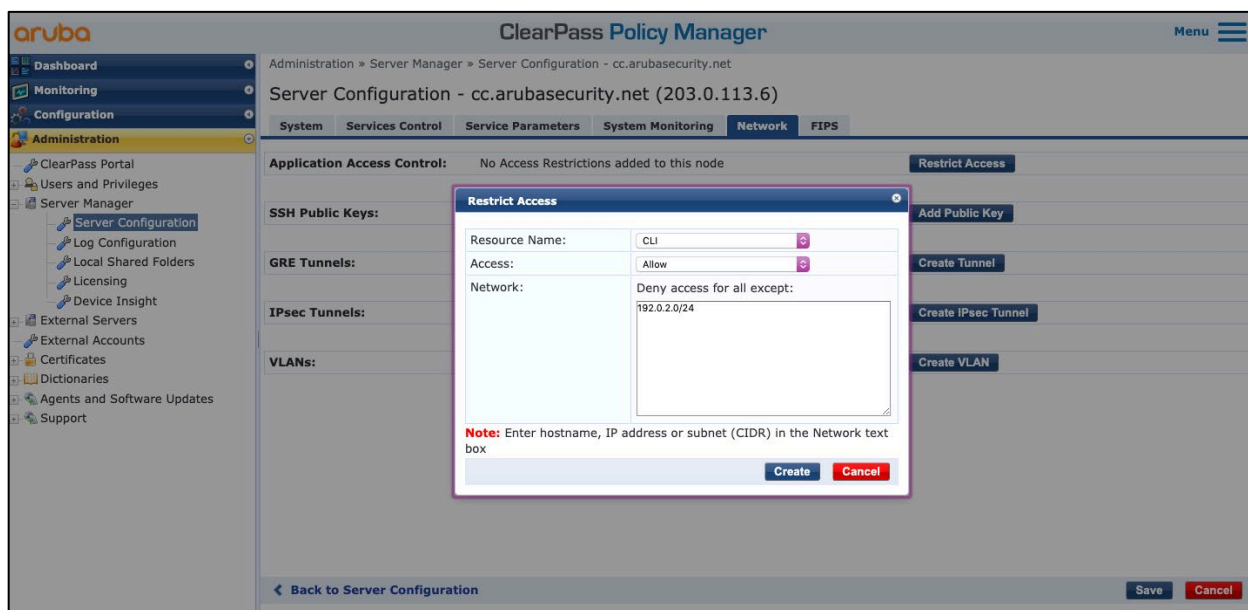 aruba
ClearPass Policy Manager
Menu
Dashboard
Monitoring
Configuration
Administration
ClearPass Portal
Users and Privileges
Server Manager
Server Configuration
Log Configuration
Local Shared Folders
Licensing
Device Insight
External Servers
External Accounts
Certificates
Dictionaries
Agents and Software Updates
Support
Administration » Server Manager » Server Configuration - cc.arubasecurity.net
Server Configuration - cc.arubasecurity.net (203.0.113.6)
System Services Control Service Parameters System Monitoring Network FIPS
Application Access Control: No Access Restrictions added to this node Restrict Access
SSH Public Keys: Add Public Key
GRE Tunnels: Create Tunnel
IPsec Tunnels: Create IPsec Tunnel
VLANs: Create VLAN
Restrict Access
Resource Name: CLI
Access: Allow
Network: Deny access for all except:
192.0.2.0/24
Note: Enter hostname, IP address or subnet (CIDR) in the Network text
box
Create Cancel
Back to Server Configuration Save Cancel